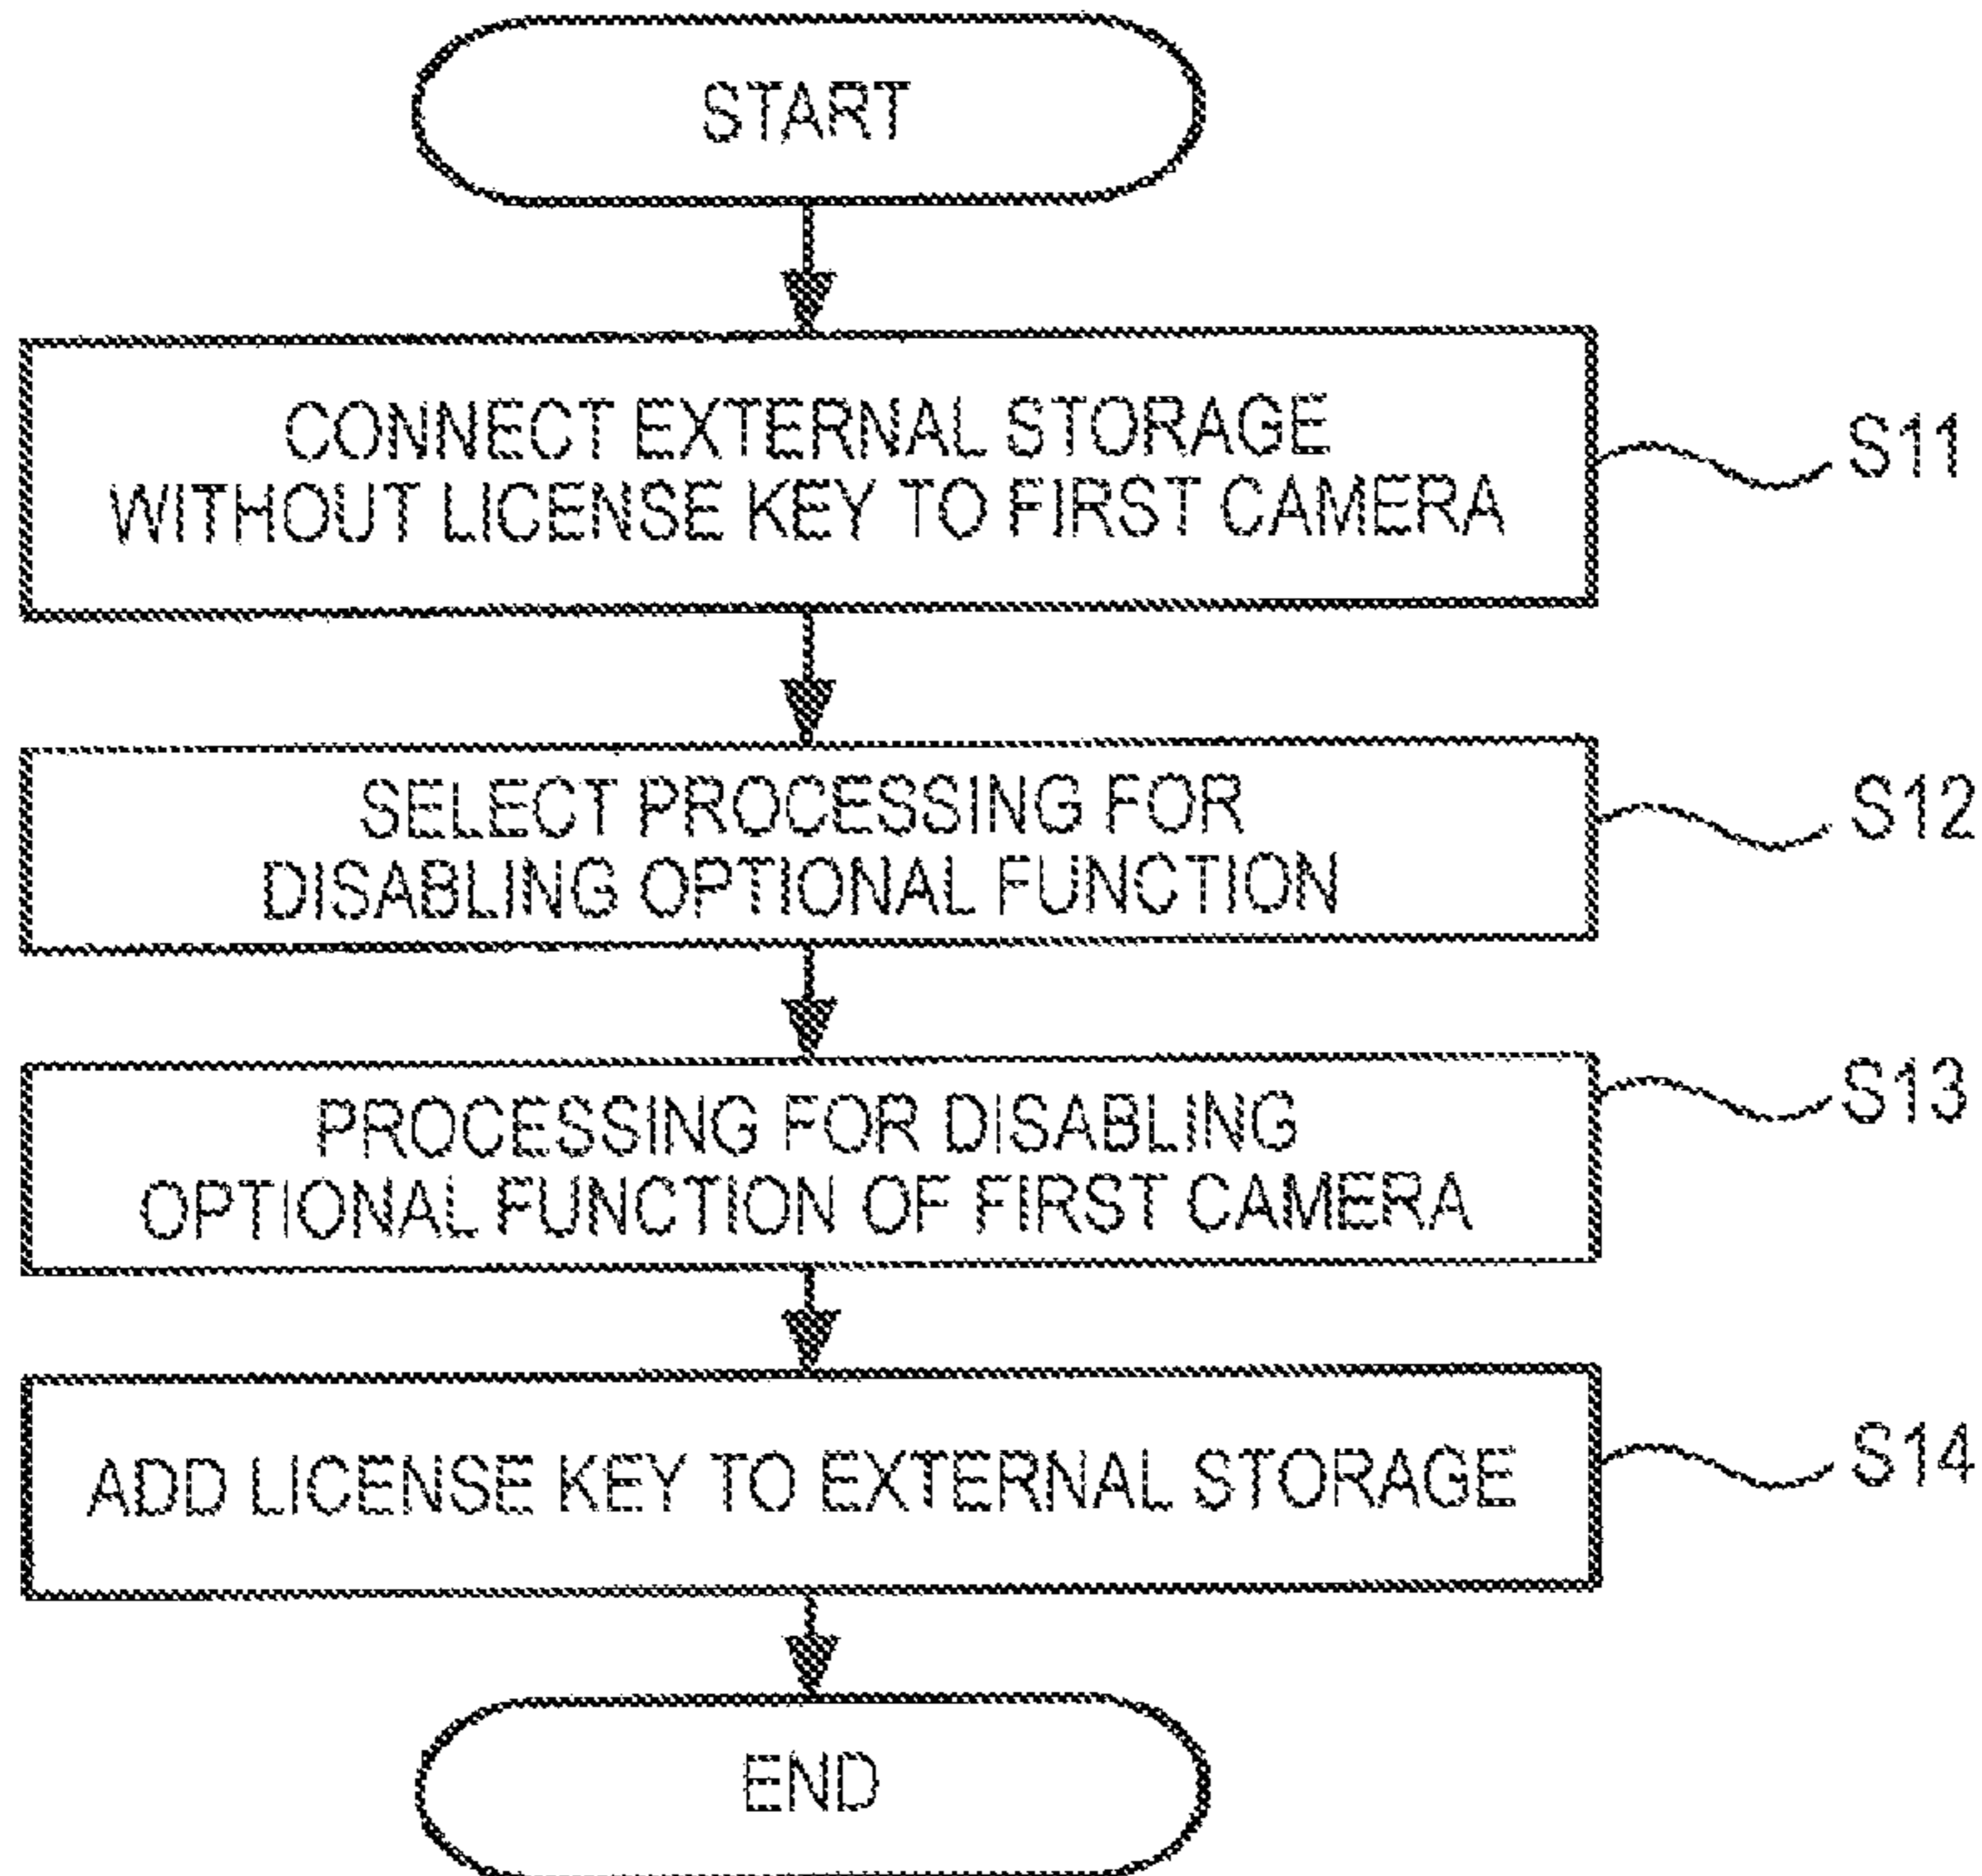 START
CONNECT EXTERNAL STORAGE
WITHOUT LICENSE KEY TO FIRST CAMERA
S11
SELECT PROCESSING FOR
DISABLING OPTIONAL FUNCTION
S12
PROCESSING FOR DISABLING
OPTIONAL FUNCTION OF FIRST CAMERA
S13
ADD LICENSE KEY TO EXTERNAL STORAGE
S14
END